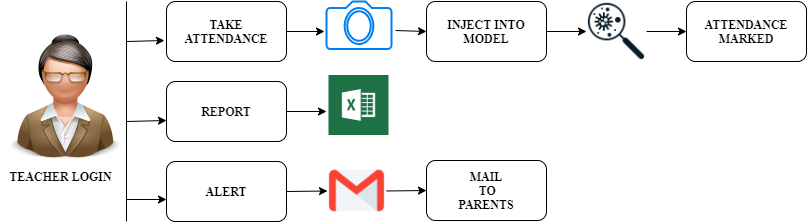 TAKE
ATTENDANCE
INJECT INTO
MODEL
ATTENDANCE
MARKED
REPORT
X
TEACHER LOGIN
ALERT
MAIL
TO
PARENTS